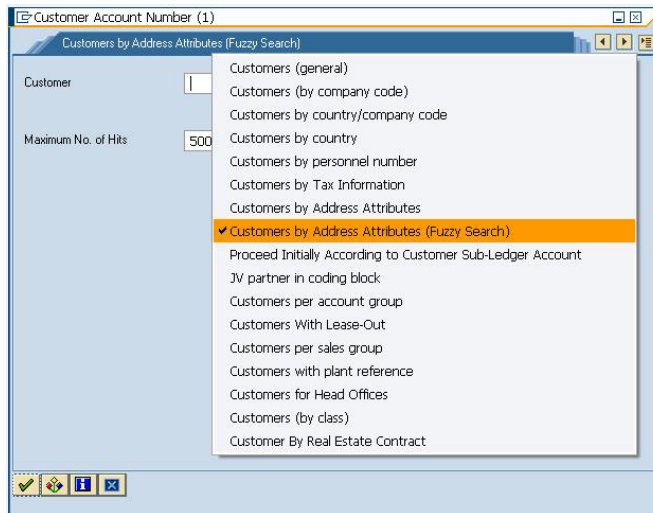 Customer Account Number (1)
Customers by Address Attributes (Fuzzy Search)
Customer
Maximum No. of Hits 500
Customers (general)
Customers (by company code)
Customers by country/company code
Customers by country
Customers by personnel number
Customers by Tax Information
Customers by Address Attributes
Customers by Address Attributes (Fuzzy Search)
Proceed Initially According to Customer Sub-Ledger Account
JV partner in coding block
Customers per account group
Customers With Lease-Out
Customers per sales group
Customers with plant reference
Customers for Head Offices
Customers (by class)
Customer By Real Estate Contract